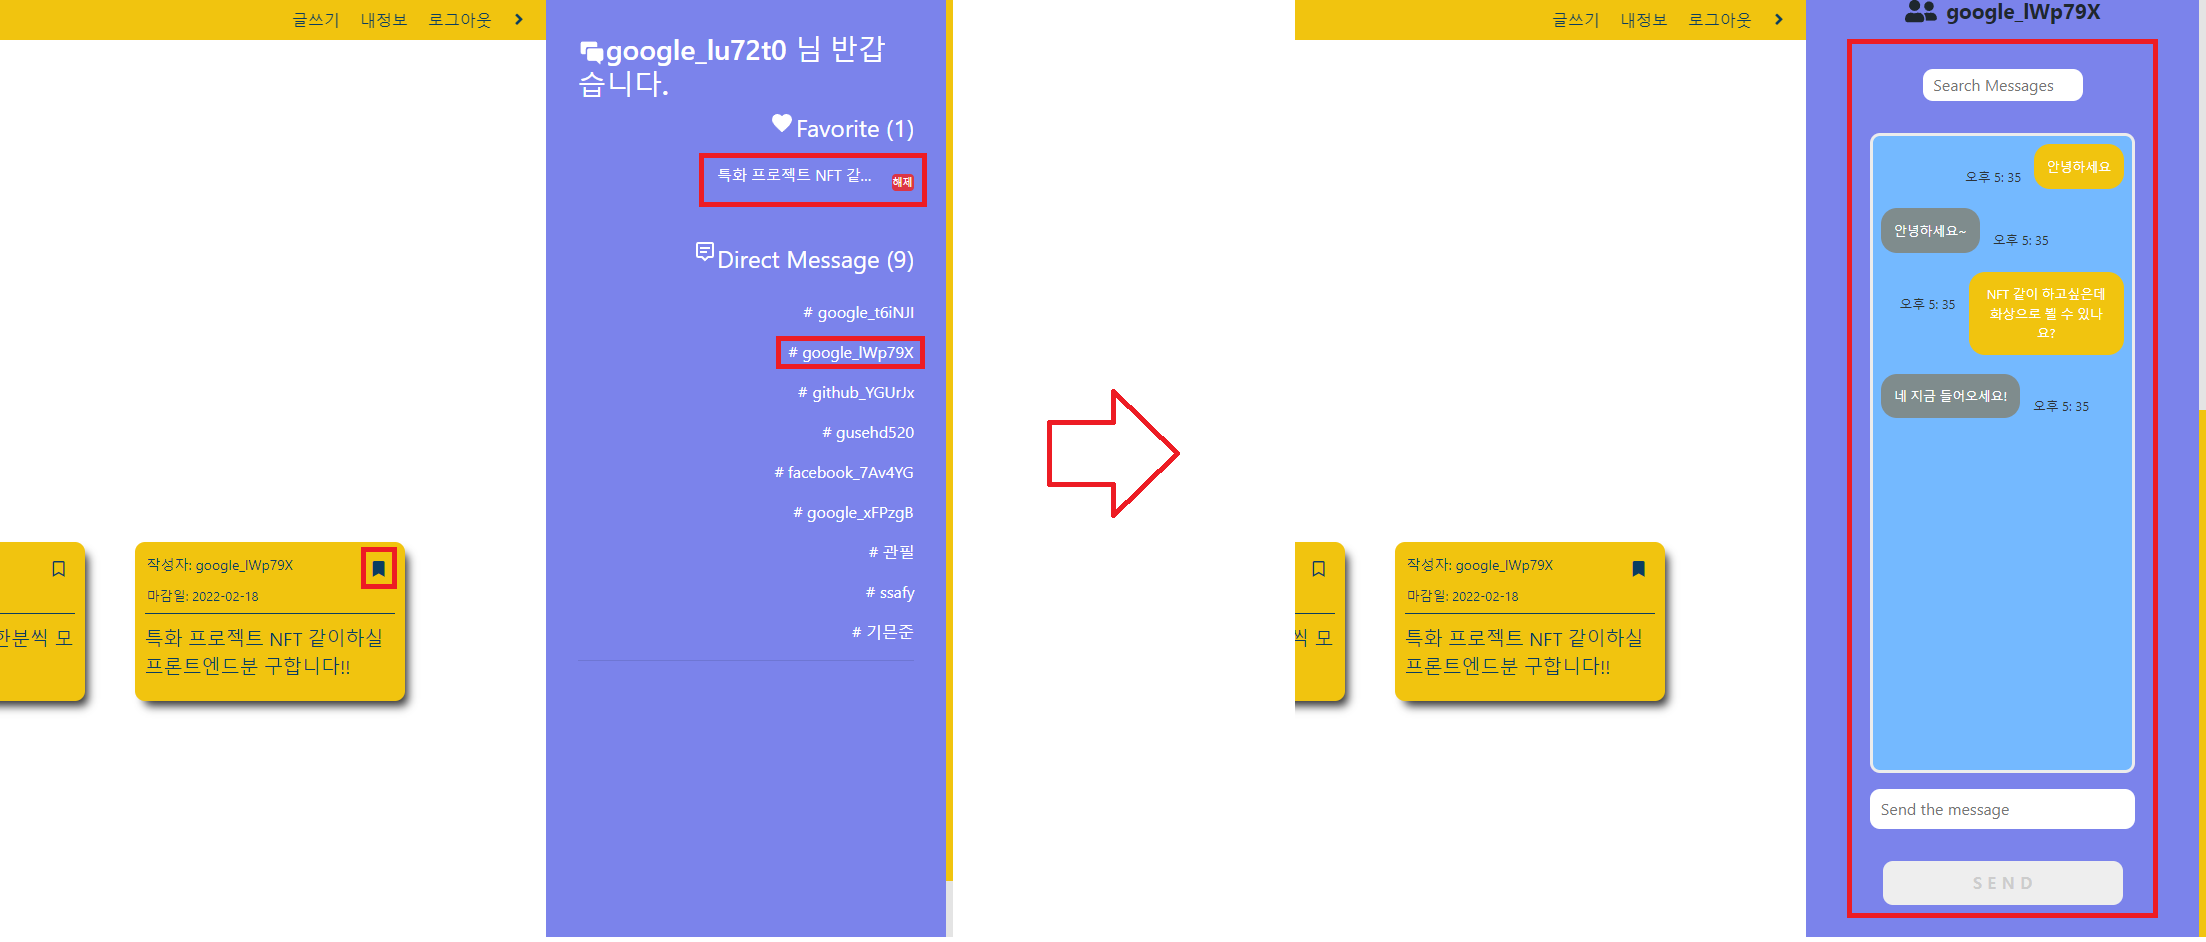 글쓰기 내정보 로그아웃
google_lu72t0 님 반갑
습니다.
Favorite (1)
특화 프로젝트 NFT 같...
해제
Direct Message (9)
# google_t6iNJI
# google_lWp79X
# github_YGUrJx
# gusehd520
# facebook_7Av4YG
# google_xFPzgB
# 관필
# ssafy
# 기믄준
한분씩 모
작성자: google_lWp79X
마감일: 2022-02-18
특화 프로젝트 NFT 같이하실
프론트엔드분 구합니다!!
글쓰기 내정보 로그아웃
씩 모
작성자: google_lWp79X
마감일: 2022-02-18
특화 프로젝트 NFT 같이하실
프론트엔드분 구합니다!!
google_lWp79X
Search Messages
오후 5: 35 안녕하세요
안녕하세요~ 오후 5: 35
오후 5: 35 NFT 같이 하고싶은데
화상으로 뵐 수 있나
요?
네 지금 들어오세요! 오후 5: 35
Send the message
SEND